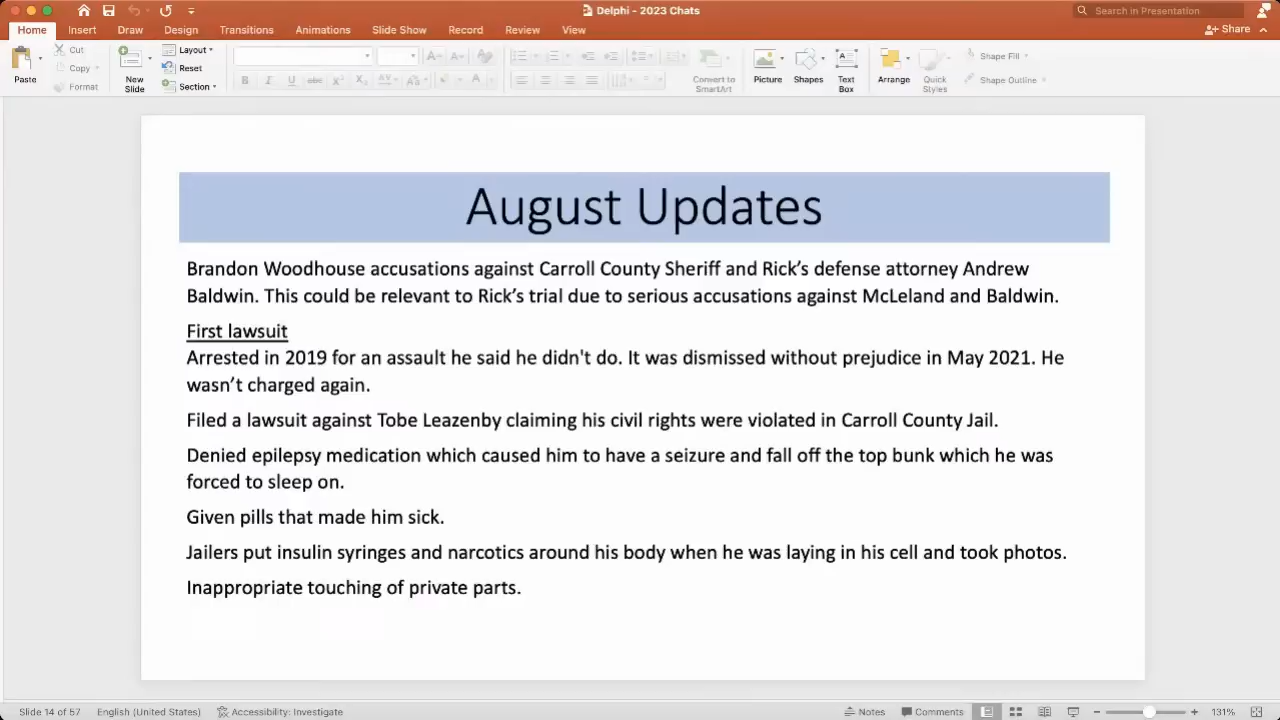 Delphi - 2023 Chats
Search in Presentation
Home Insert Draw Design Transitions Animations Slide Show Record Review View
Share
Paste
Cut
Copy
Format
New Slide
Layout
Reset
Section
Convert to SmartArt
Picture
Shapes
Text Box
Arrange
Quick Styles
Shape Fill
Shape Outline
August Updates
Brandon Woodhouse accusations against Carroll County Sheriff and Rick’s defense attorney Andrew
Baldwin. This could be relevant to Rick’s trial due to serious accusations against McLeland and Baldwin.
First lawsuit
Arrested in 2019 for an assault he said he didn't do. It was dismissed without prejudice in May 2021. He
wasn’t charged again.
Filed a lawsuit against Tobe Leazenby claiming his civil rights were violated in Carroll County Jail.
Denied epilepsy medication which caused him to have a seizure and fall off the top bunk which he was
forced to sleep on.
Given pills that made him sick.
Jailers put insulin syringes and narcotics around his body when he was laying in his cell and took photos.
Inappropriate touching of private parts.
Slide 14 of 57 English (United States) Accessibility: Investigate Notes Comments 131%